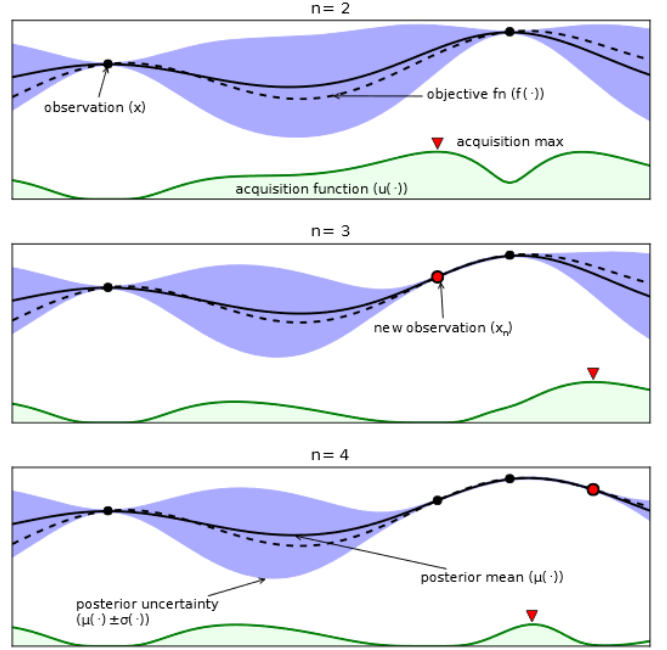 n= 2
observation (x)
objective fn (f(·))
acquisition max
acquisition function (u(·))
n= 3
new observation (xₙ)
n= 4
posterior mean (μ(·))
posterior uncertainty
(μ(·) ±σ(·))